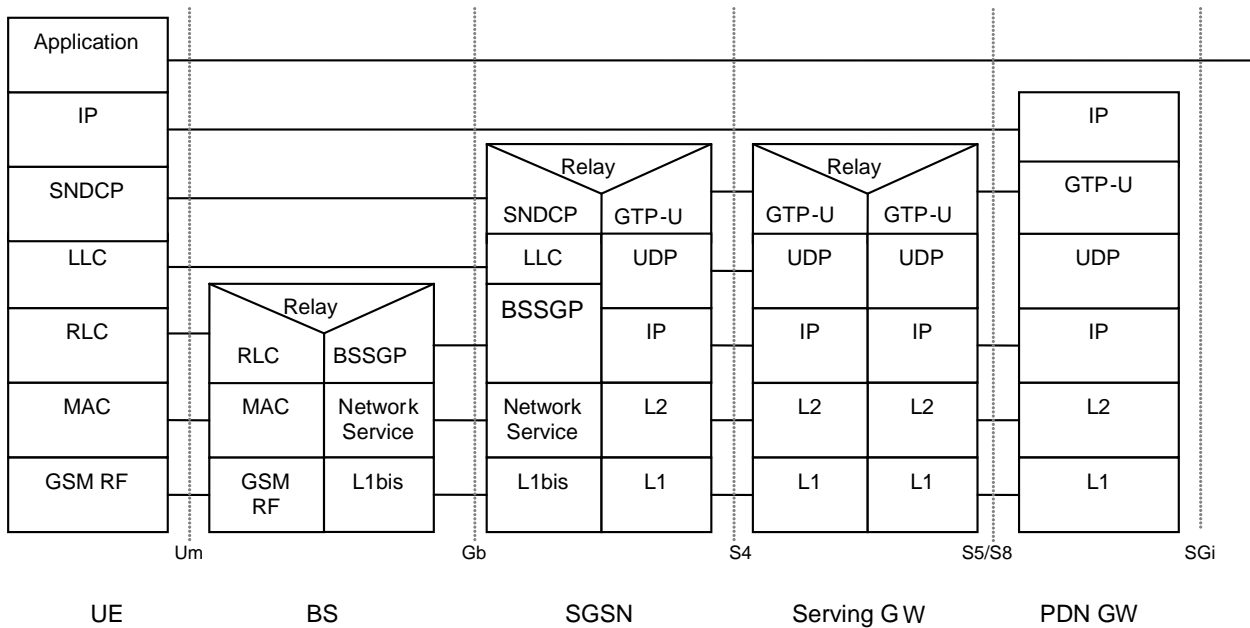 Application
IP
IP
Relay
Relay
SNDCP
GTP-U
SNDCP
GTP-U
GTP-U
GTP-U
LLC
LLC
UDP
UDP
UDP
UDP
Relay
BSSGP
RLC
IP
IP
IP
IP
RLC
BSSGP
MAC
MAC
Network
Service
Network
Service
L2
L2
L2
L2
GSM RF
GSM
RF
L1bis
L1bis
L1
L1
L1
L1
Um
Gb
S4
S5/S8
SGi
UE
BS
SGSN
Serving GW
PDN GW